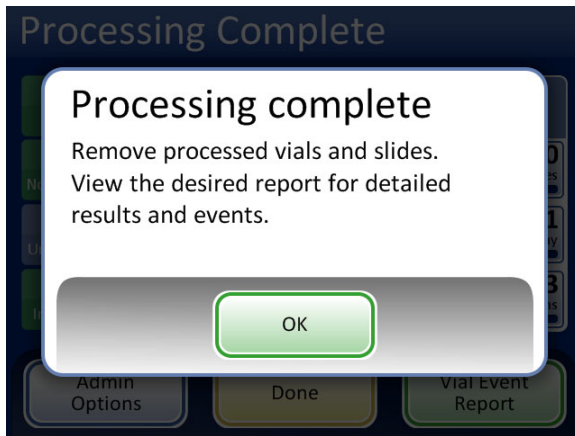 Processing Complete
Processing complete
Remove processed vials and slides.
View the desired report for detailed
results and events.
OK
Admin
Options
Done
Vial Event
Report